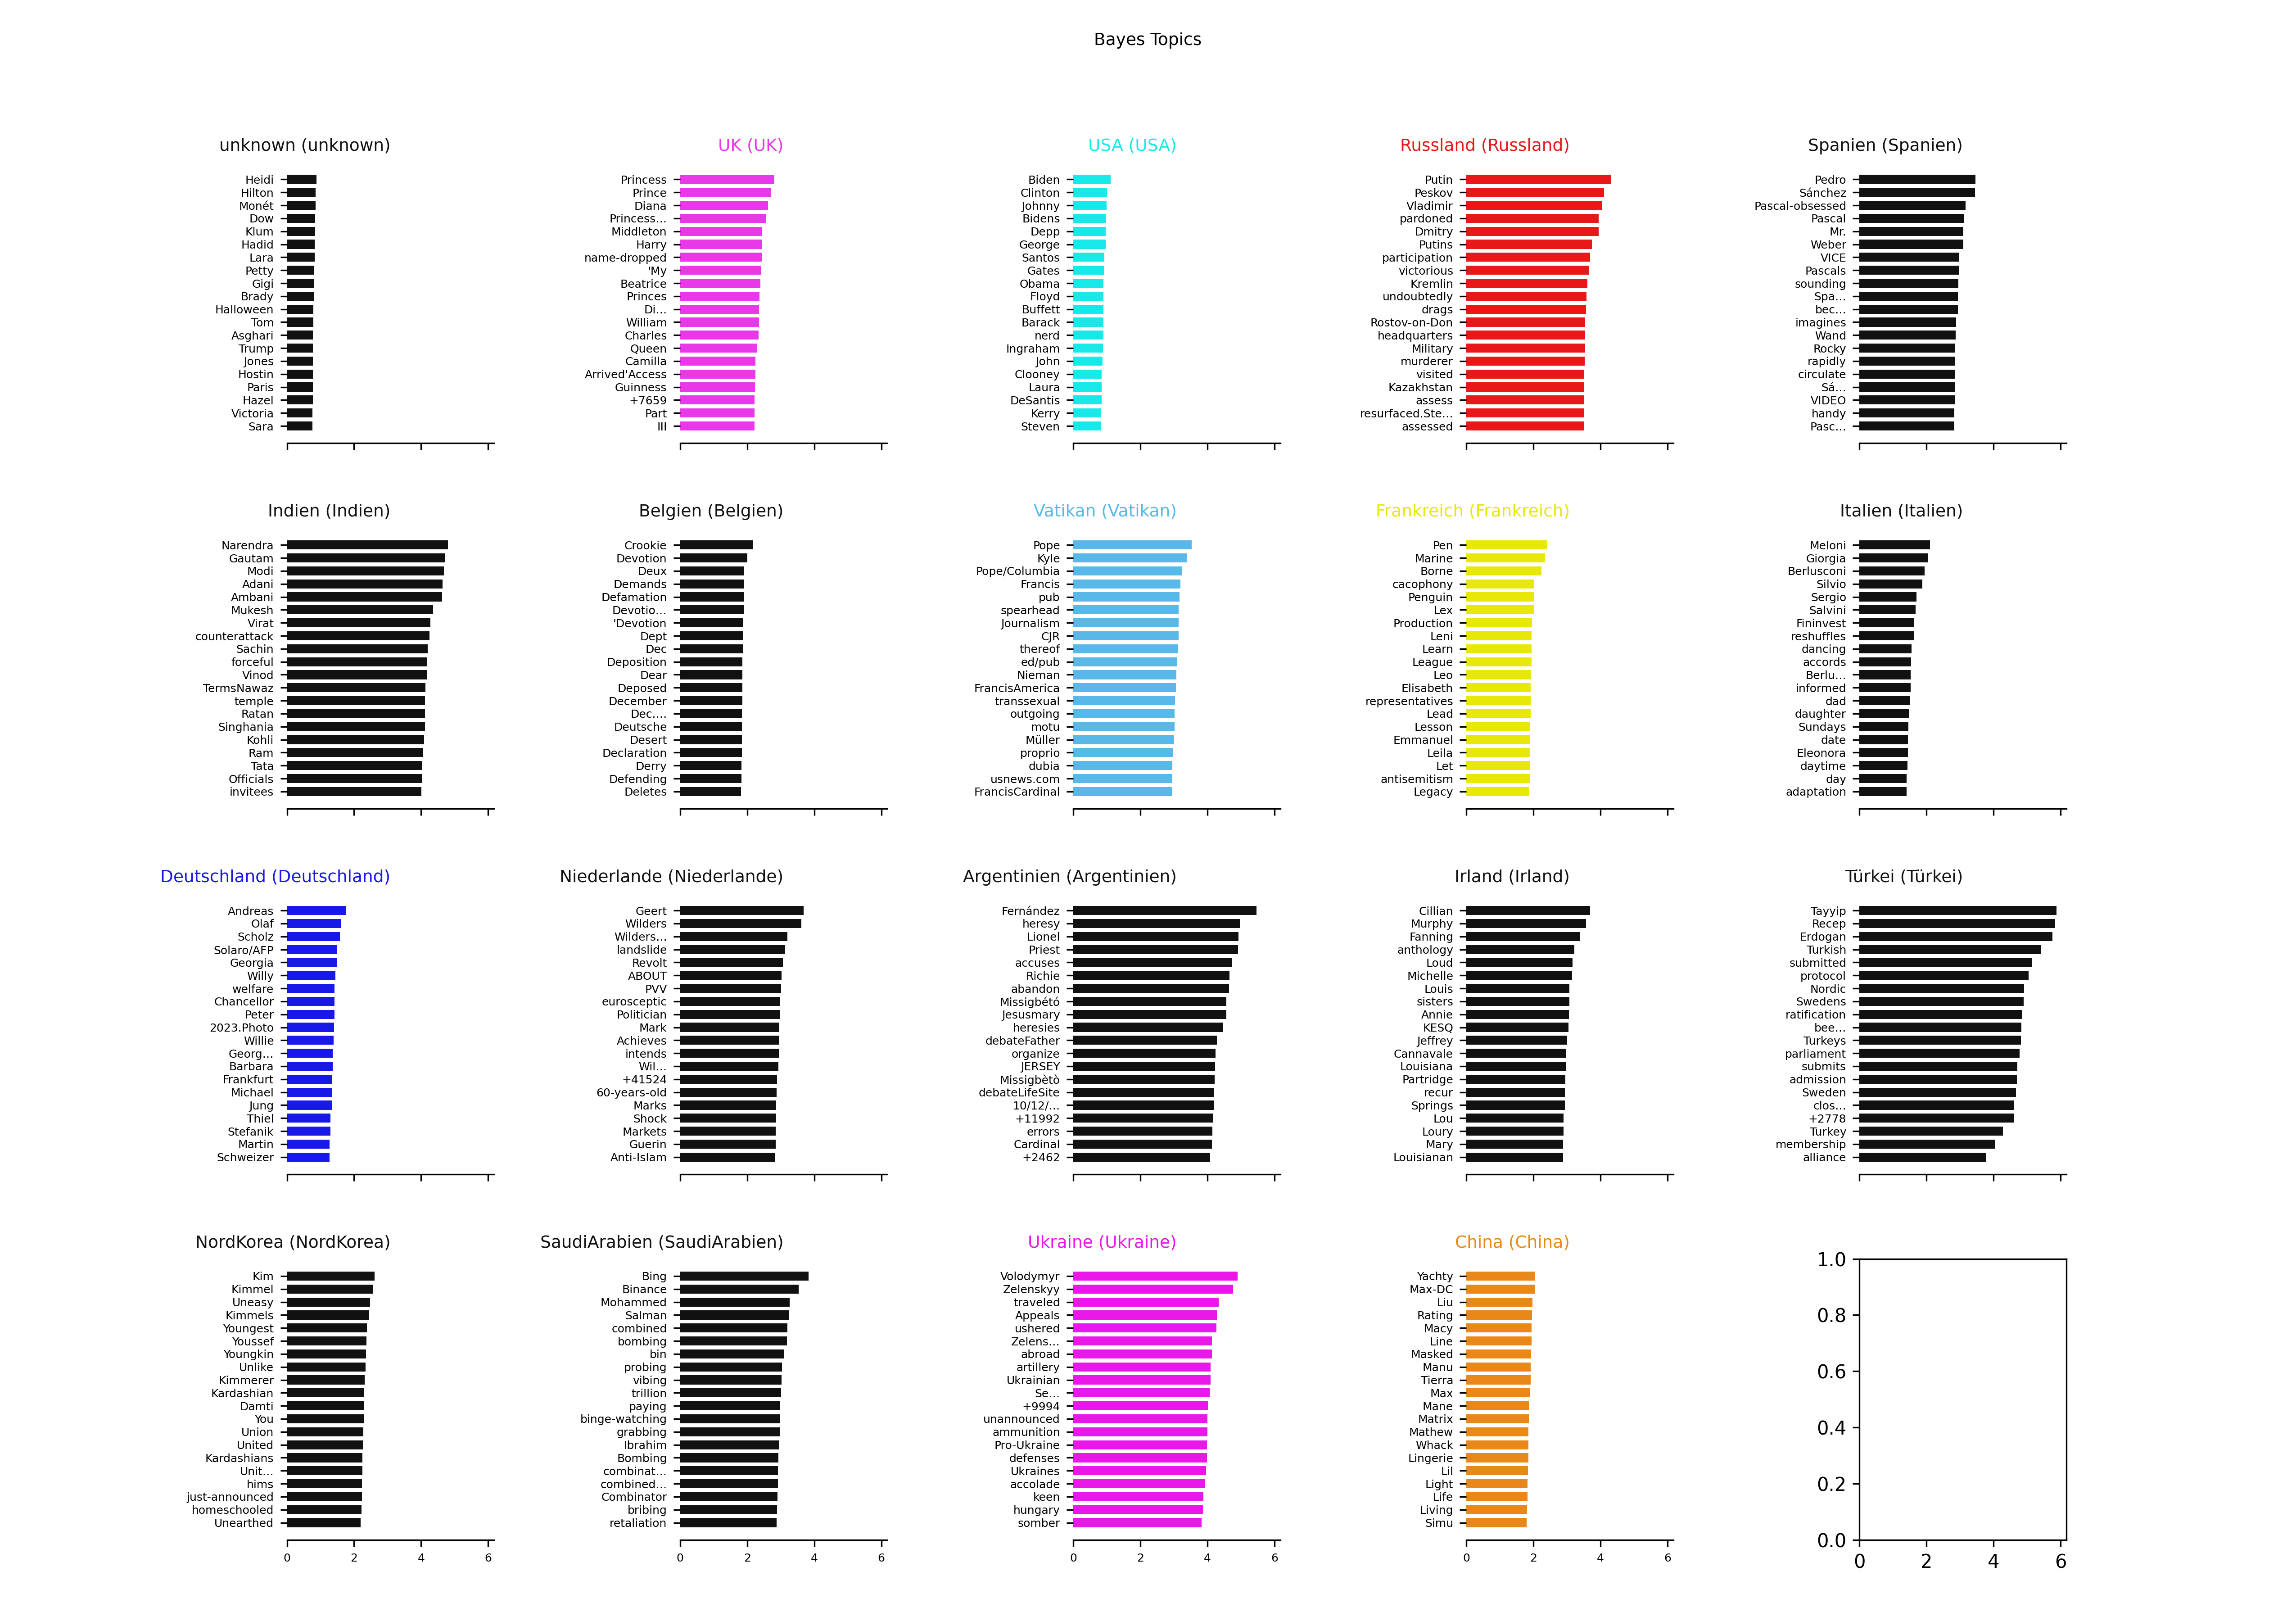 Bayes Topics
unknown (unknown)
Heidi
Hilton
Monét
Dow
Klum
Hadid
Lara
Petty
Gigi
Brady
Halloween
Tom
Asghari
Trump
Jones
Hostin
Paris
Hazel
Victoria
Sara
UK (UK)
Princess
Prince
Diana
Princess...
Middleton
Harry
name-dropped
'My
Beatrice
Princes
Di...
William
Charles
Queen
Camilla
Arrived'Access
Guinness
+7659
Part
III
USA (USA)
Biden
Clinton
Johnny
Bidens
Depp
George
Santos
Gates
Obama
Floyd
Buffett
Barack
nerd
Ingraham
John
Clooney
Laura
DeSantis
Kerry
Steven
Russland (Russland)
Putin
Peskov
Vladimir
pardoned
Dmitry
Putins
participation
victorious
Kremlin
undoubtedly
drags
Rostov-on-Don
headquarters
Military
murderer
visited
Kazakhstan
assess
resurfaced.Ste...
assessed
Spanien (Spanien)
Pedro
Sánchez
Pascal-obsessed
Pascal
Mr.
Weber
VICE
Pascals
sounding
Spa...
bec...
imagines
Wand
Rocky
rapidly
circulate
Sá...
VIDEO
handy
Pasc...
Indien (Indien)
Narendra
Gautam
Modi
Adani
Ambani
Mukesh
Virat
counterattack
Sachin
forceful
Vinod
TermsNawaz
temple
Ratan
Singhania
Kohli
Ram
Tata
Officials
invitees
Belgien (Belgien)
Crookie
Devotion
Deux
Demands
Defamation
Devotio...
'Devotion
Dept
Dec
Deposition
Dear
Deposed
December
Dec....
Deutsche
Desert
Declaration
Derry
Defending
Deletes
Vatikan (Vatikan)
Pope
Kyle
Pope/Columbia
Francis
pub
spearhead
Journalism
CJR
thereof
ed/pub
Nieman
FrancisAmerica
transsexual
outgoing
motu
Müller
proprio
dubia
usnews.com
FrancisCardinal
Frankreich (Frankreich)
Pen
Marine
Borne
cacophony
Penguin
Lex
Production
Leni
Learn
League
Leo
Elisabeth
representatives
Lead
Lesson
Emmanuel
Leila
Let
antisemitism
Legacy
Italien (Italien)
Meloni
Giorgia
Berlusconi
Silvio
Sergio
Salvini
Fininvest
reshuffles
dancing
accords
Berlu...
informed
dad
daughter
Sundays
date
Eleonora
daytime
day
adaptation
Deutschland (Deutschland)
Andreas
Olaf
Scholz
Solaro/AFP
Georgia
Willy
welfare
Chancellor
Peter
2023.Photo
Willie
Georg...
Barbara
Frankfurt
Michael
Jung
Thiel
Stefanik
Martin
Schweizer
Niederlande (Niederlande)
Geert
Wilders
Wilders...
landslide
Revolt
ABOUT
PVV
eurosceptic
Politician
Mark
Achieves
intends
Wil...
+41524
60-years-old
Marks
Shock
Markets
Guerin
Anti-Islam
Argentinien (Argentinien)
Fernández
heresy
Lionel
Priest
accuses
Richie
abandon
Missigbétó
Jesusmary
heresies
debateFather
organize
JERSEY
Missigbètò
debateLifeSite
10/12/...
+11992
errors
Cardinal
+2462
Irland (Irland)
Cillian
Murphy
Fanning
anthology
Loud
Michelle
Louis
sisters
Annie
KESQ
Jeffrey
Cannavale
Louisiana
Partridge
recur
Springs
Lou
Loury
Mary
Louisianan
Türkei (Türkei)
Tayyip
Recep
Erdogan
Turkish
submitted
protocol
Nordic
Swedens
ratification
bee...
Turkeys
parliament
submits
admission
Sweden
clos...
+2778
Turkey
membership
alliance
NordKorea (NordKorea)
Kim
Kimmel
Uneasy
Kimmels
Youngest
Youssef
Youngkin
Unlike
Kimmerer
Kardashian
Damti
You
Union
United
Kardashians
Unit...
hims
just-announced
homeschooled
Unearthed
0 2 4 6
SaudiArabien (SaudiArabien)
Bing
Binance
Mohammed
Salman
combined
bombing
bin
probing
vibing
trillion
paying
binge-watching
grabbing
Ibrahim
Bombing
combinat...
combined...
Combinator
bribing
retaliation
0 2 4 6
Ukraine (Ukraine)
Volodymyr
Zelenskyy
traveled
Appeals
ushered
Zelens...
abroad
artillery
Ukrainian
Se...
+9994
unannounced
ammunition
Pro-Ukraine
defenses
Ukraines
accolade
keen
hungary
somber
0 2 4 6
China (China)
Yachty
Max-DC
Liu
Rating
Macy
Line
Masked
Manu
Tierra
Max
Mane
Matrix
Mathew
Whack
Lingerie
Lil
Light
Life
Living
Simu
0 2 4 6
1.0
0.8
0.6
0.4
0.2
0.0
0 2 4 6